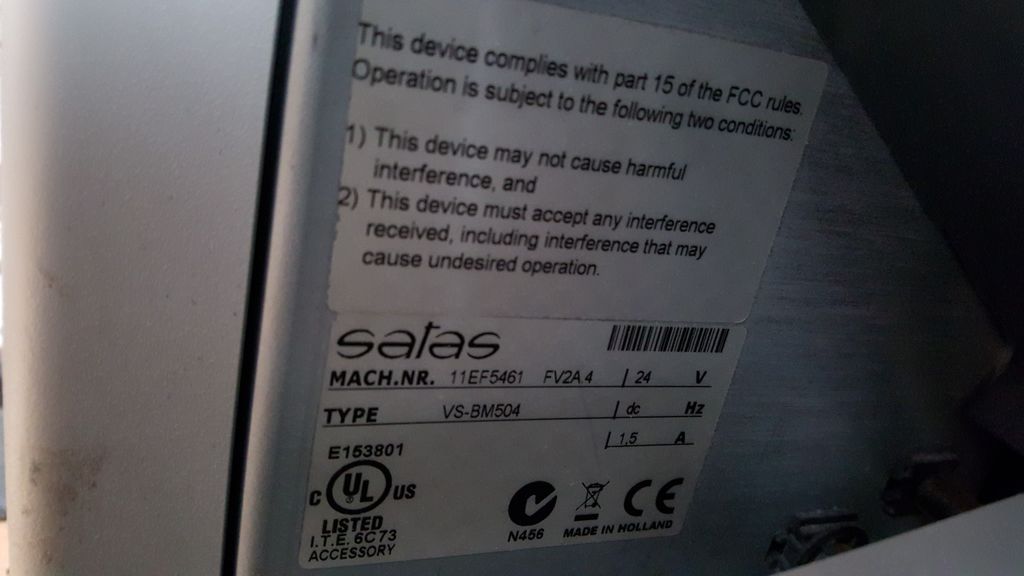 This device complies with part 15 of the FCC rules.
Operation is subject to the following two conditions:
1) This device may not cause harmful
interference, and
2) This device must accept any interference
received, including interference that may
cause undesired operation.
satas
MACH.NR. 11EF5461 FV2A.4 24 V
TYPE VS-BM504 dc Hz
1.5 A
E153801
C UL US
LISTED
I.T.E. 6C73
ACCESSORY
N456
CE
MADE IN HOLLAND